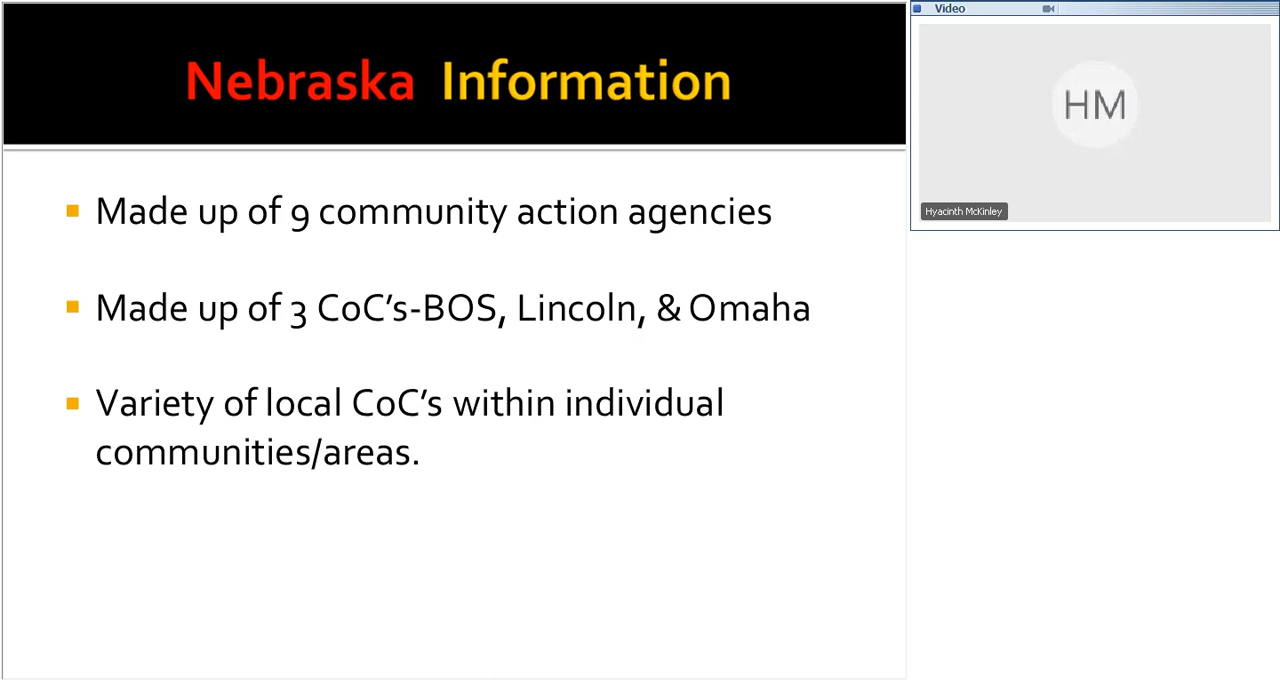 Nebraska Information
Made up of 9 community action agencies
Made up of 3 CoC’s-BOS, Lincoln, & Omaha
Variety of local CoC’s within individual
communities/areas.
Video
HM
Hyacinth McKinley